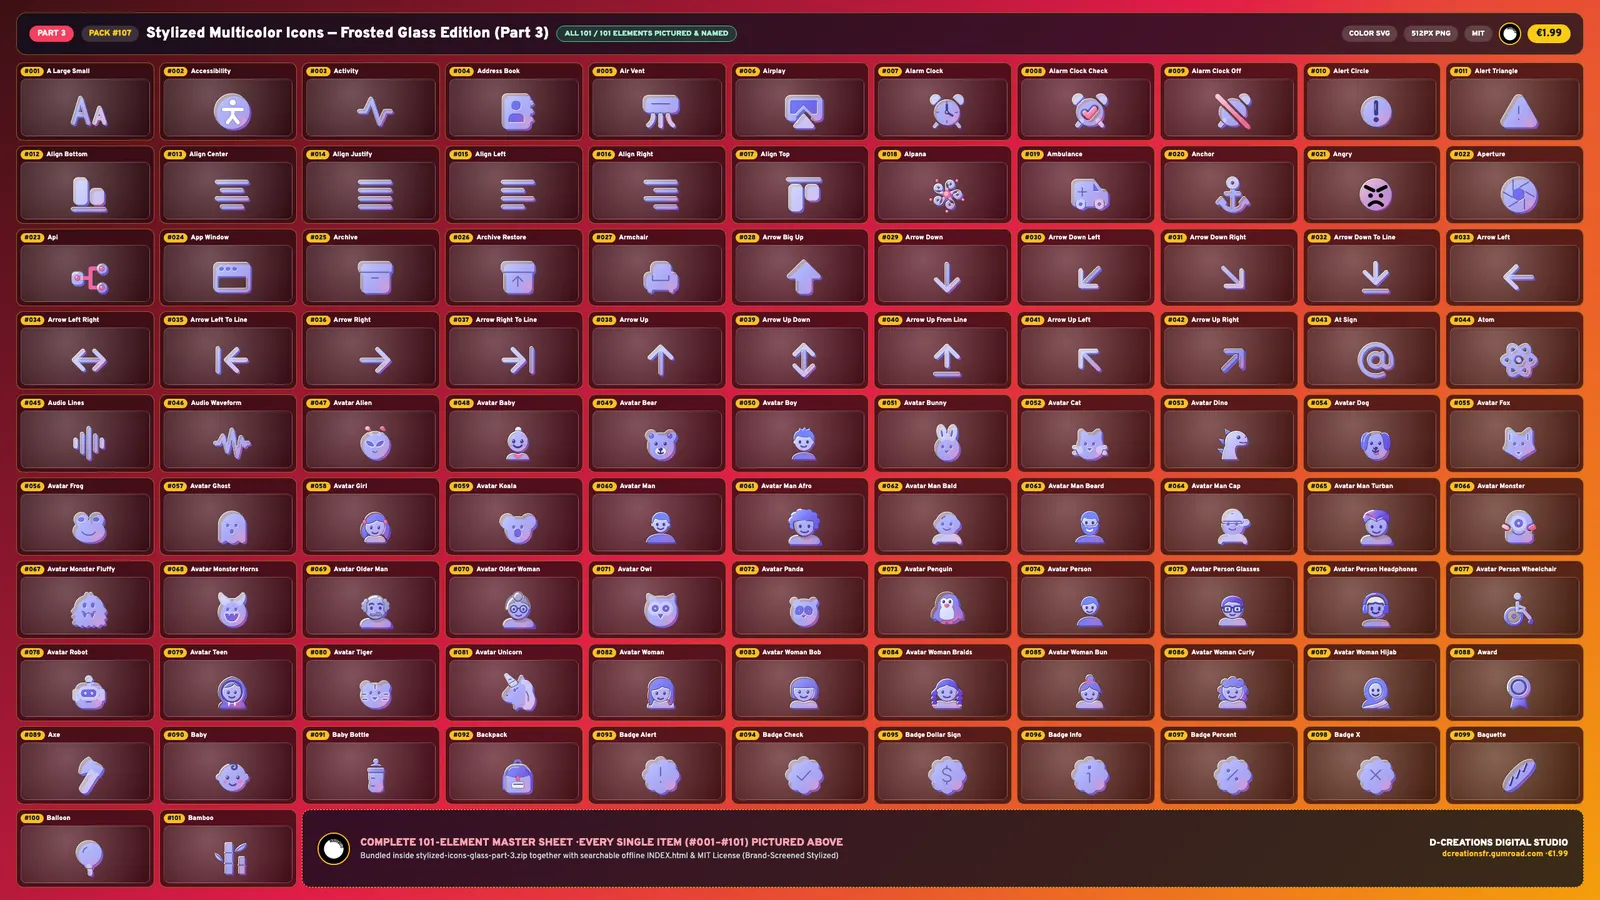 PART 3 PACK #107 Stylized Multicolor Icons — Frosted Glass Edition (Part 3) ALL 101 / 101 ELEMENTS PICTURED & NAMED COLOR SVG 512PX PNG MIT €1.99
#001 A Large Small #002 Accessibility #003 Activity #004 Address Book #005 Air Vent #006 Airplay #007 Alarm Clock #008 Alarm Clock Check #009 Alarm Clock Off #010 Alert Circle #011 Alert Triangle
#012 Align Bottom #013 Align Center #014 Align Justify #015 Align Left #016 Align Right #017 Align Top #018 Alpana #019 Ambulance #020 Anchor #021 Angry #022 Aperture
#023 Api #024 App Window #025 Archive #026 Archive Restore #027 Armchair #028 Arrow Big Up #029 Arrow Down #030 Arrow Down Left #031 Arrow Down Right #032 Arrow Down To Line #033 Arrow Left
#034 Arrow Left Right #035 Arrow Left To Line #036 Arrow Right #037 Arrow Right To Line #038 Arrow Up #039 Arrow Up Down #040 Arrow Up From Line #041 Arrow Up Left #042 Arrow Up Right #043 At Sign #044 Atom
#045 Audio Lines #046 Audio Waveform #047 Avatar Alien #048 Avatar Baby #049 Avatar Bear #050 Avatar Boy #051 Avatar Bunny #052 Avatar Cat #053 Avatar Dino #054 Avatar Dog #055 Avatar Fox
#056 Avatar Frog #057 Avatar Ghost #058 Avatar Girl #059 Avatar Koala #060 Avatar Man #061 Avatar Man Afro #062 Avatar Man Bald #063 Avatar Man Beard #064 Avatar Man Cap #065 Avatar Man Turban #066 Avatar Monster
#067 Avatar Monster Fluffy #068 Avatar Monster Horns #069 Avatar Older Man #070 Avatar Older Woman #071 Avatar Owl #072 Avatar Panda #073 Avatar Penguin #074 Avatar Person #075 Avatar Person Glasses #076 Avatar Person Headphones #077 Avatar Person Wheelchair
#078 Avatar Robot #079 Avatar Teen #080 Avatar Tiger #081 Avatar Unicorn #082 Avatar Woman #083 Avatar Woman Bob #084 Avatar Woman Braids #085 Avatar Woman Bun #086 Avatar Woman Curly #087 Avatar Woman Hijab #088 Award
#089 Axe #090 Baby #091 Baby Bottle #092 Backpack #093 Badge Alert #094 Badge Check #095 Badge Dollar Sign #096 Badge Info #097 Badge Percent #098 Badge X #099 Baguette
#100 Balloon #101 Bamboo
COMPLETE 101-ELEMENT MASTER SHEET · EVERY SINGLE ITEM (#001–#101) PICTURED ABOVE
Bundled inside stylized-icons-glass-part-3.zip together with searchable offline INDEX.html & MIT License (Brand-Screened Stylized)
D-CREATIONS DIGITAL STUDIO
dcreationsfr.gumroad.com · €1.99